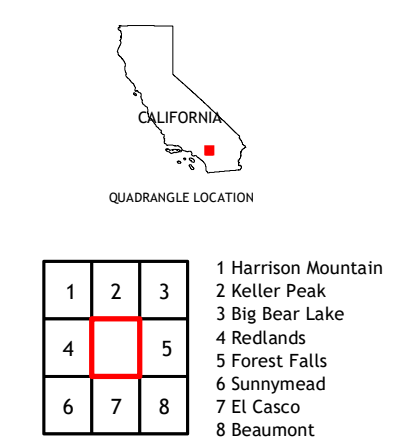 CALIFORNIA
QUADRANGLE LOCATION
1 2 3
4 5
6 7 8
1 Harrison Mountain
2 Keller Peak
3 Big Bear Lake
4 Redlands
5 Forest Falls
6 Sunnymead
7 El Casco
8 Beaumont